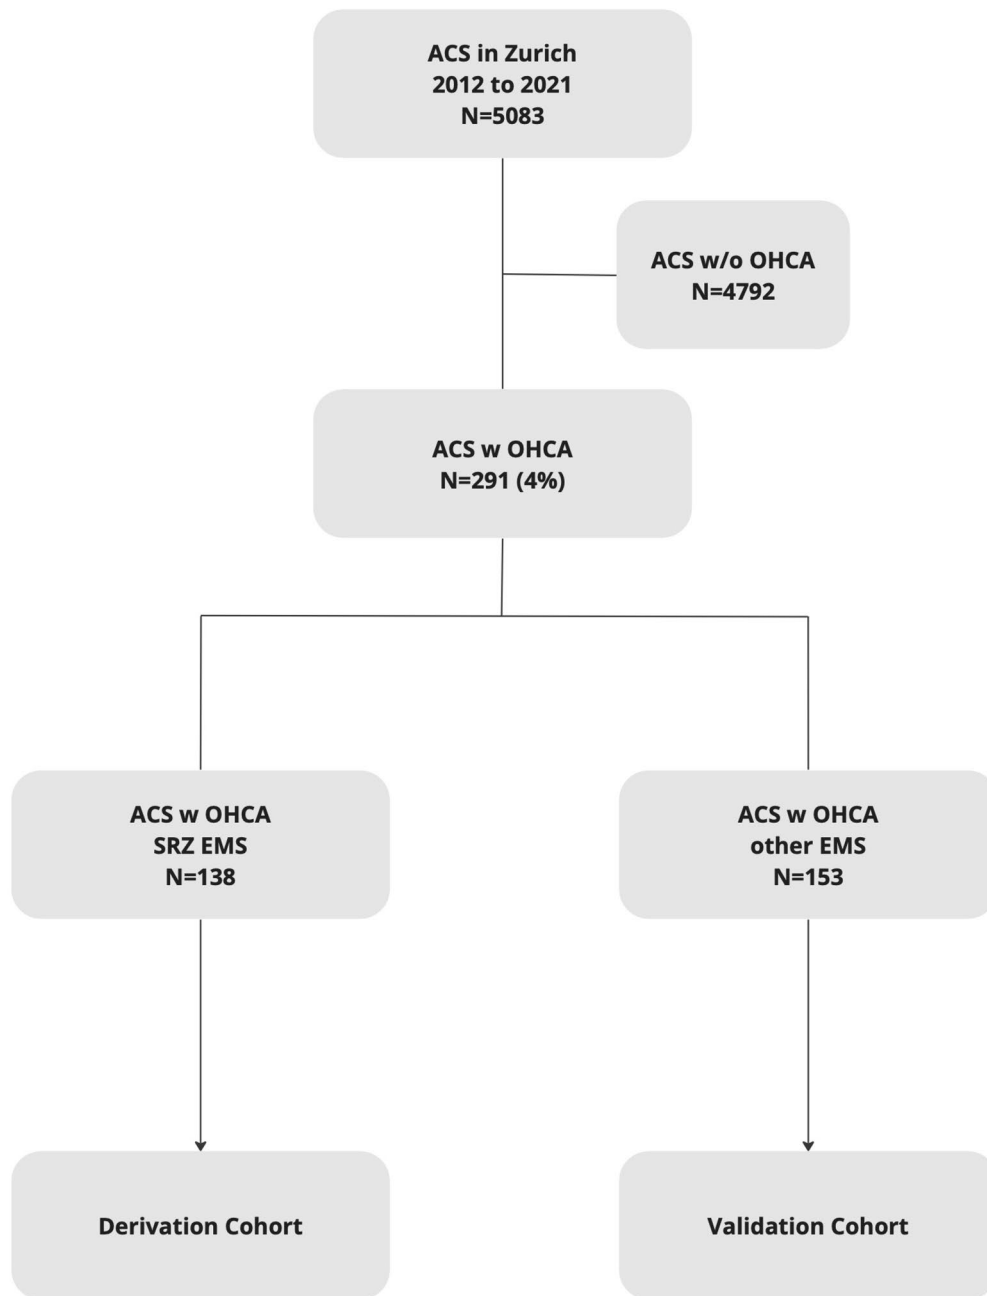 ACS in Zurich
2012 to 2021
N=5083
ACS w/o OHCA
N=4792
ACS w OHCA
N=291 (4%)
ACS w OHCA
SRZ EMS
N=138
ACS w OHCA
other EMS
N=153
Derivation Cohort
Validation Cohort